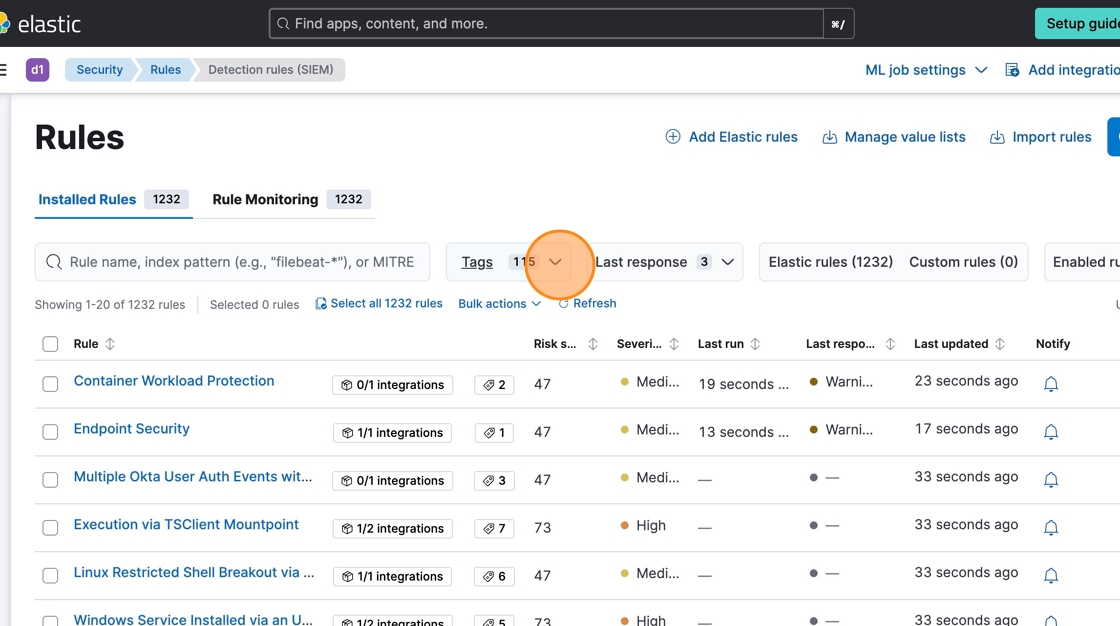 elastic
Find apps, content, and more.
⌘/
Setup guide
d1
Security
Rules
Detection rules (SIEM)
ML job settings
Add integratio
Rules
Add Elastic rules
Manage value lists
Import rules
Installed Rules 1232
Rule Monitoring 1232
Rule name, index pattern (e.g., "filebeat-*"), or MITRE
Tags 115
Last response 3
Elastic rules (1232)
Custom rules (0)
Enabled ru
Showing 1-20 of 1232 rules
Selected 0 rules
Select all 1232 rules
Bulk actions
Refresh
U
Rule Risk s... Severi... Last run Last respo... Last updated Notify
Container Workload Protection 0/1 integrations 2 47 Medi... 19 seconds ... Warni... 23 seconds ago
Endpoint Security 1/1 integrations 1 47 Medi... 13 seconds ... Warni... 17 seconds ago
Multiple Okta User Auth Events wit... 0/1 integrations 3 47 Medi... — — 33 seconds ago
Execution via TSClient Mountpoint 1/2 integrations 7 73 High — — 33 seconds ago
Linux Restricted Shell Breakout via ... 1/1 integrations 6 47 Medi... — — 33 seconds ago
Windows Service Installed via an U... 1/2 integrations 5 73 High — — 33 seconds ago